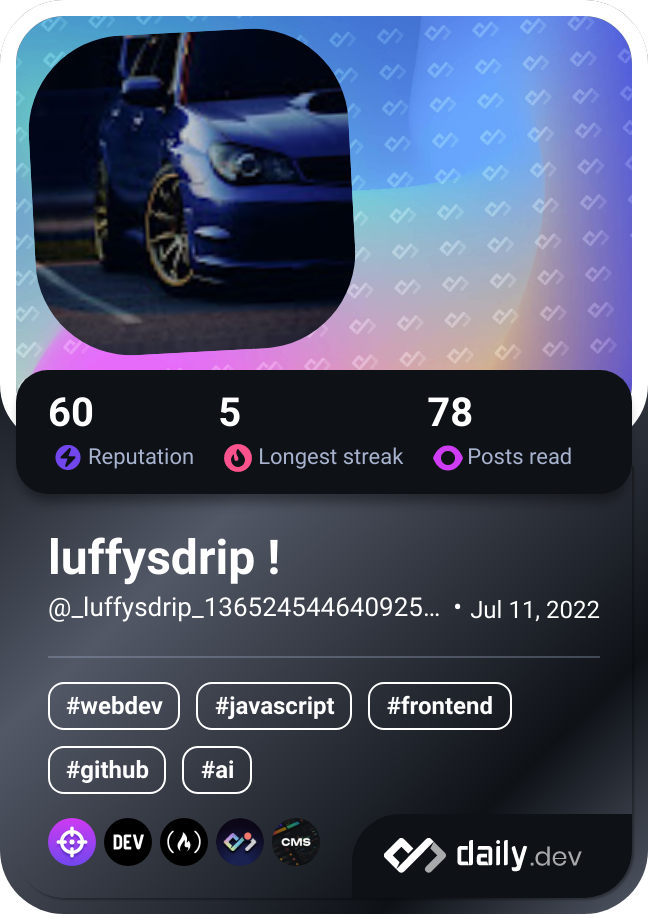 60 5 78
Reputation Longest streak Posts read
luffysdrip !
@_luffysdrip_136524544640925… • Jul 11, 2022
#webdev #javascript #frontend
#github #ai
DEV CMS
daily.dev